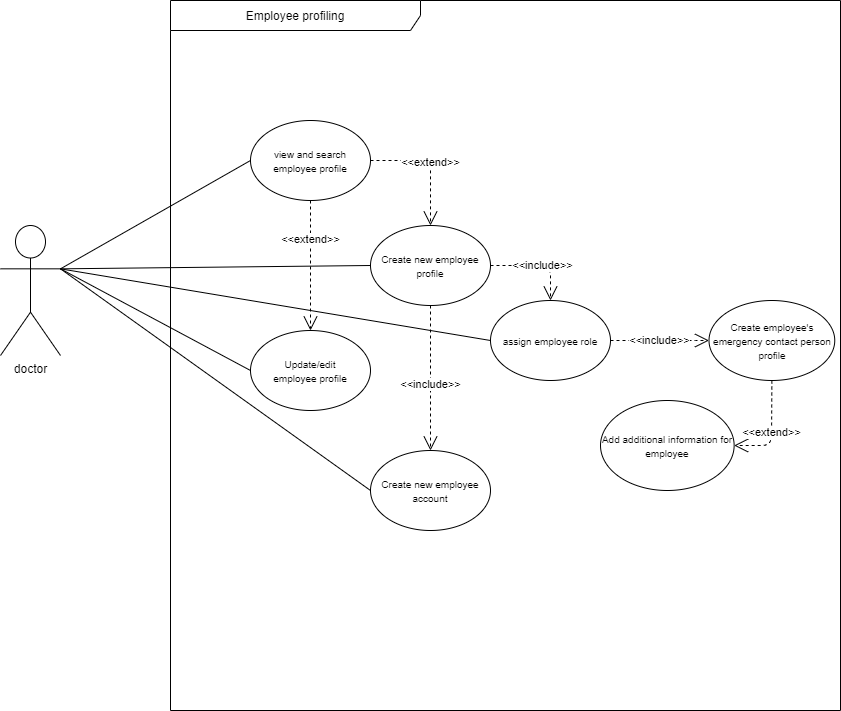 Employee profiling
view and search
employee profile
<<extend>>
<<extend>>
Create new employee
profile
<<include>>
assign employee role
<<include>>
Create employee's
emergency contact person
profile
doctor
Update/edit
employee profile
<<include>>
<<extend>>
Add additional information for
employee
Create new employee
account